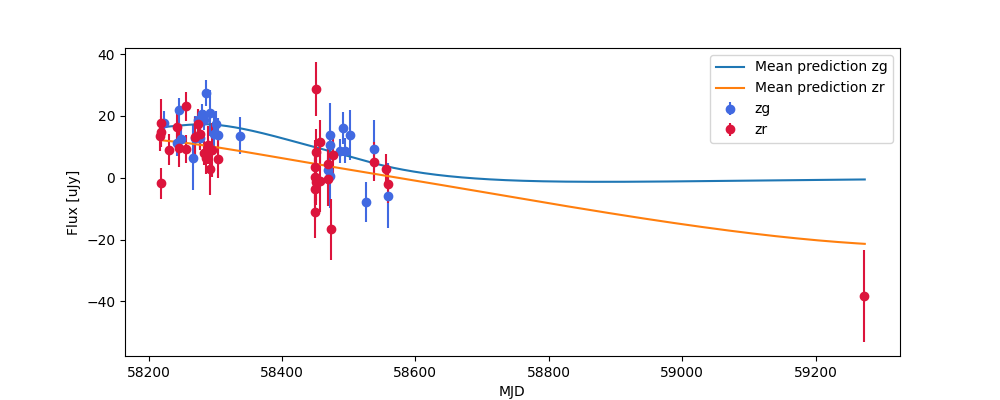 40
20
0
−20
−40
Flux [uJy]
58200
58400
58600
58800
59000
59200
MJD
Mean prediction zg
Mean prediction zr
zg
zr